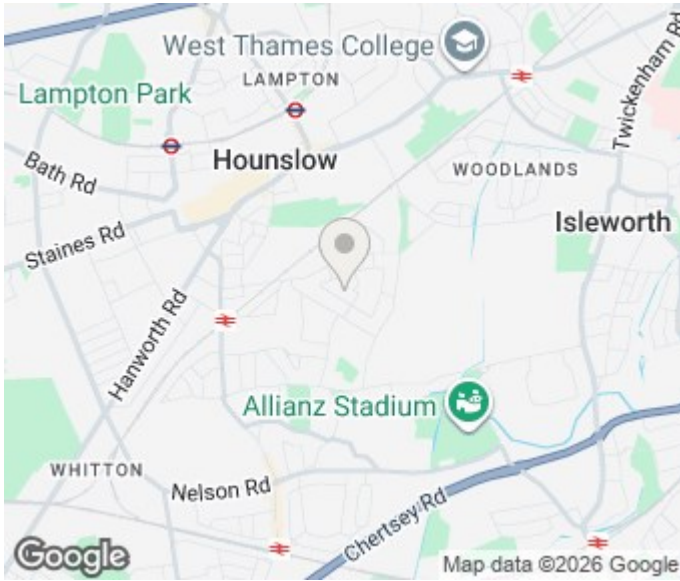 West Thames College
LAMPTON
Lampton Park
Twickenham Rd
Bath Rd
Hounslow
WOODLANDS
Isleworth
Staines Rd
Hanworth Rd
Allianz Stadium
WHITTON
Nelson Rd
Chertsey Rd
Google
Map data ©2026 Google